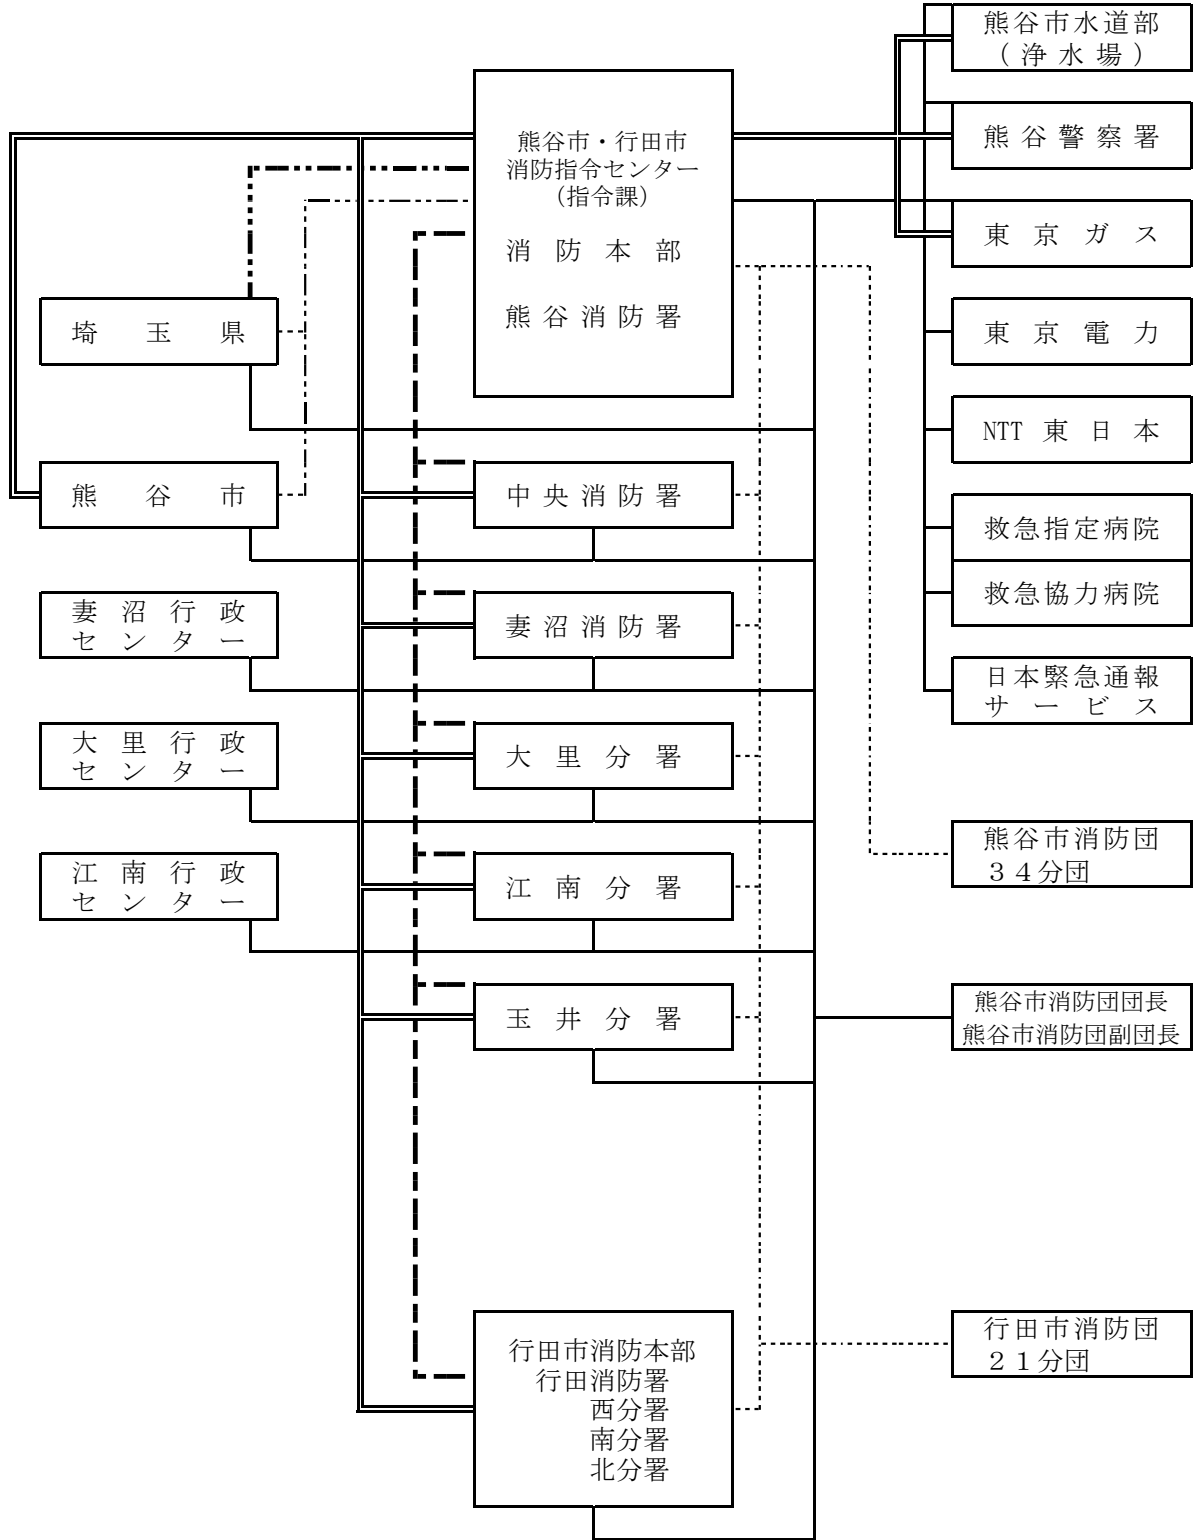 熊谷市水道部
(浄水場)
熊谷警察署
東京ガス
東京電力
NTT東日本
救急指定病院
救急協力病院
日本緊急通報
サービス
熊谷市消防団
34分団
熊谷市消防団団長
熊谷市消防団副団長
行田市消防団
21分団
熊谷市・行田市
消防指令センター
(指令課)
消防本部
熊谷消防署
中央消防署
妻沼消防署
大里分署
江南分署
玉井分署
行田市消防本部
行田消防署
西分署
南分署
北分署
埼玉県
熊谷市
妻沼行政
センター
大里行政
センター
江南行政
センター